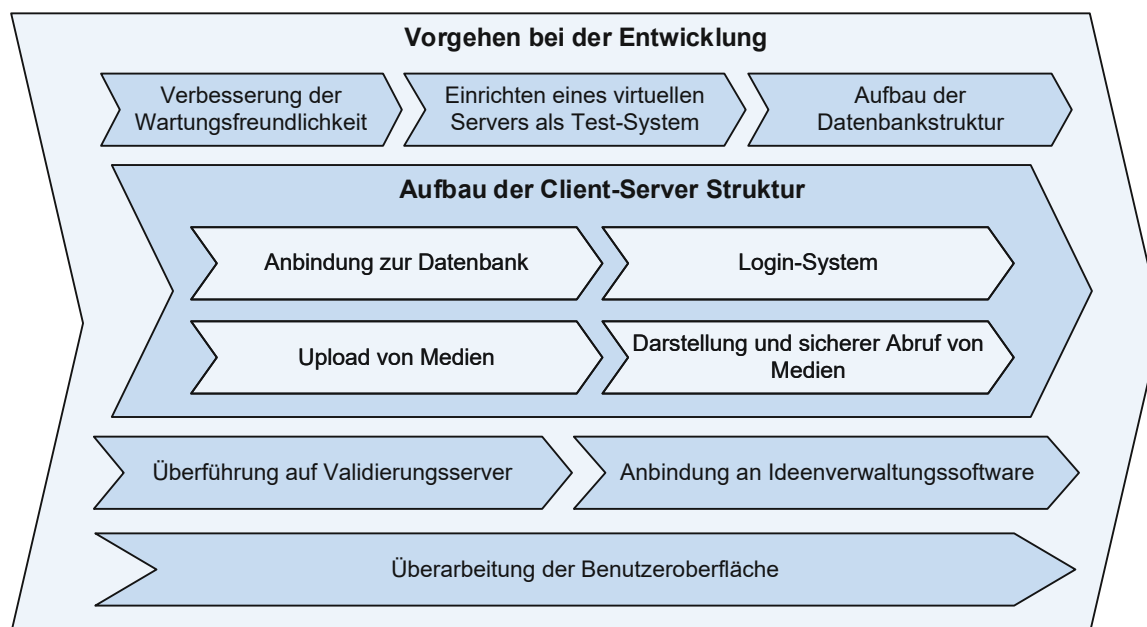 Vorgehen bei der Entwicklung
Verbesserung der
Wartungsfreundlichkeit
Einrichten eines virtuellen
Servers als Test-System
Aufbau der
Datenbankstruktur
Aufbau der Client-Server Struktur
Anbindung zur Datenbank
Login-System
Upload von Medien
Darstellung und sicherer Abruf von
Medien
Überführung auf Validierungsserver
Anbindung an Ideenverwaltungssoftware
Überarbeitung der Benutzeroberfläche